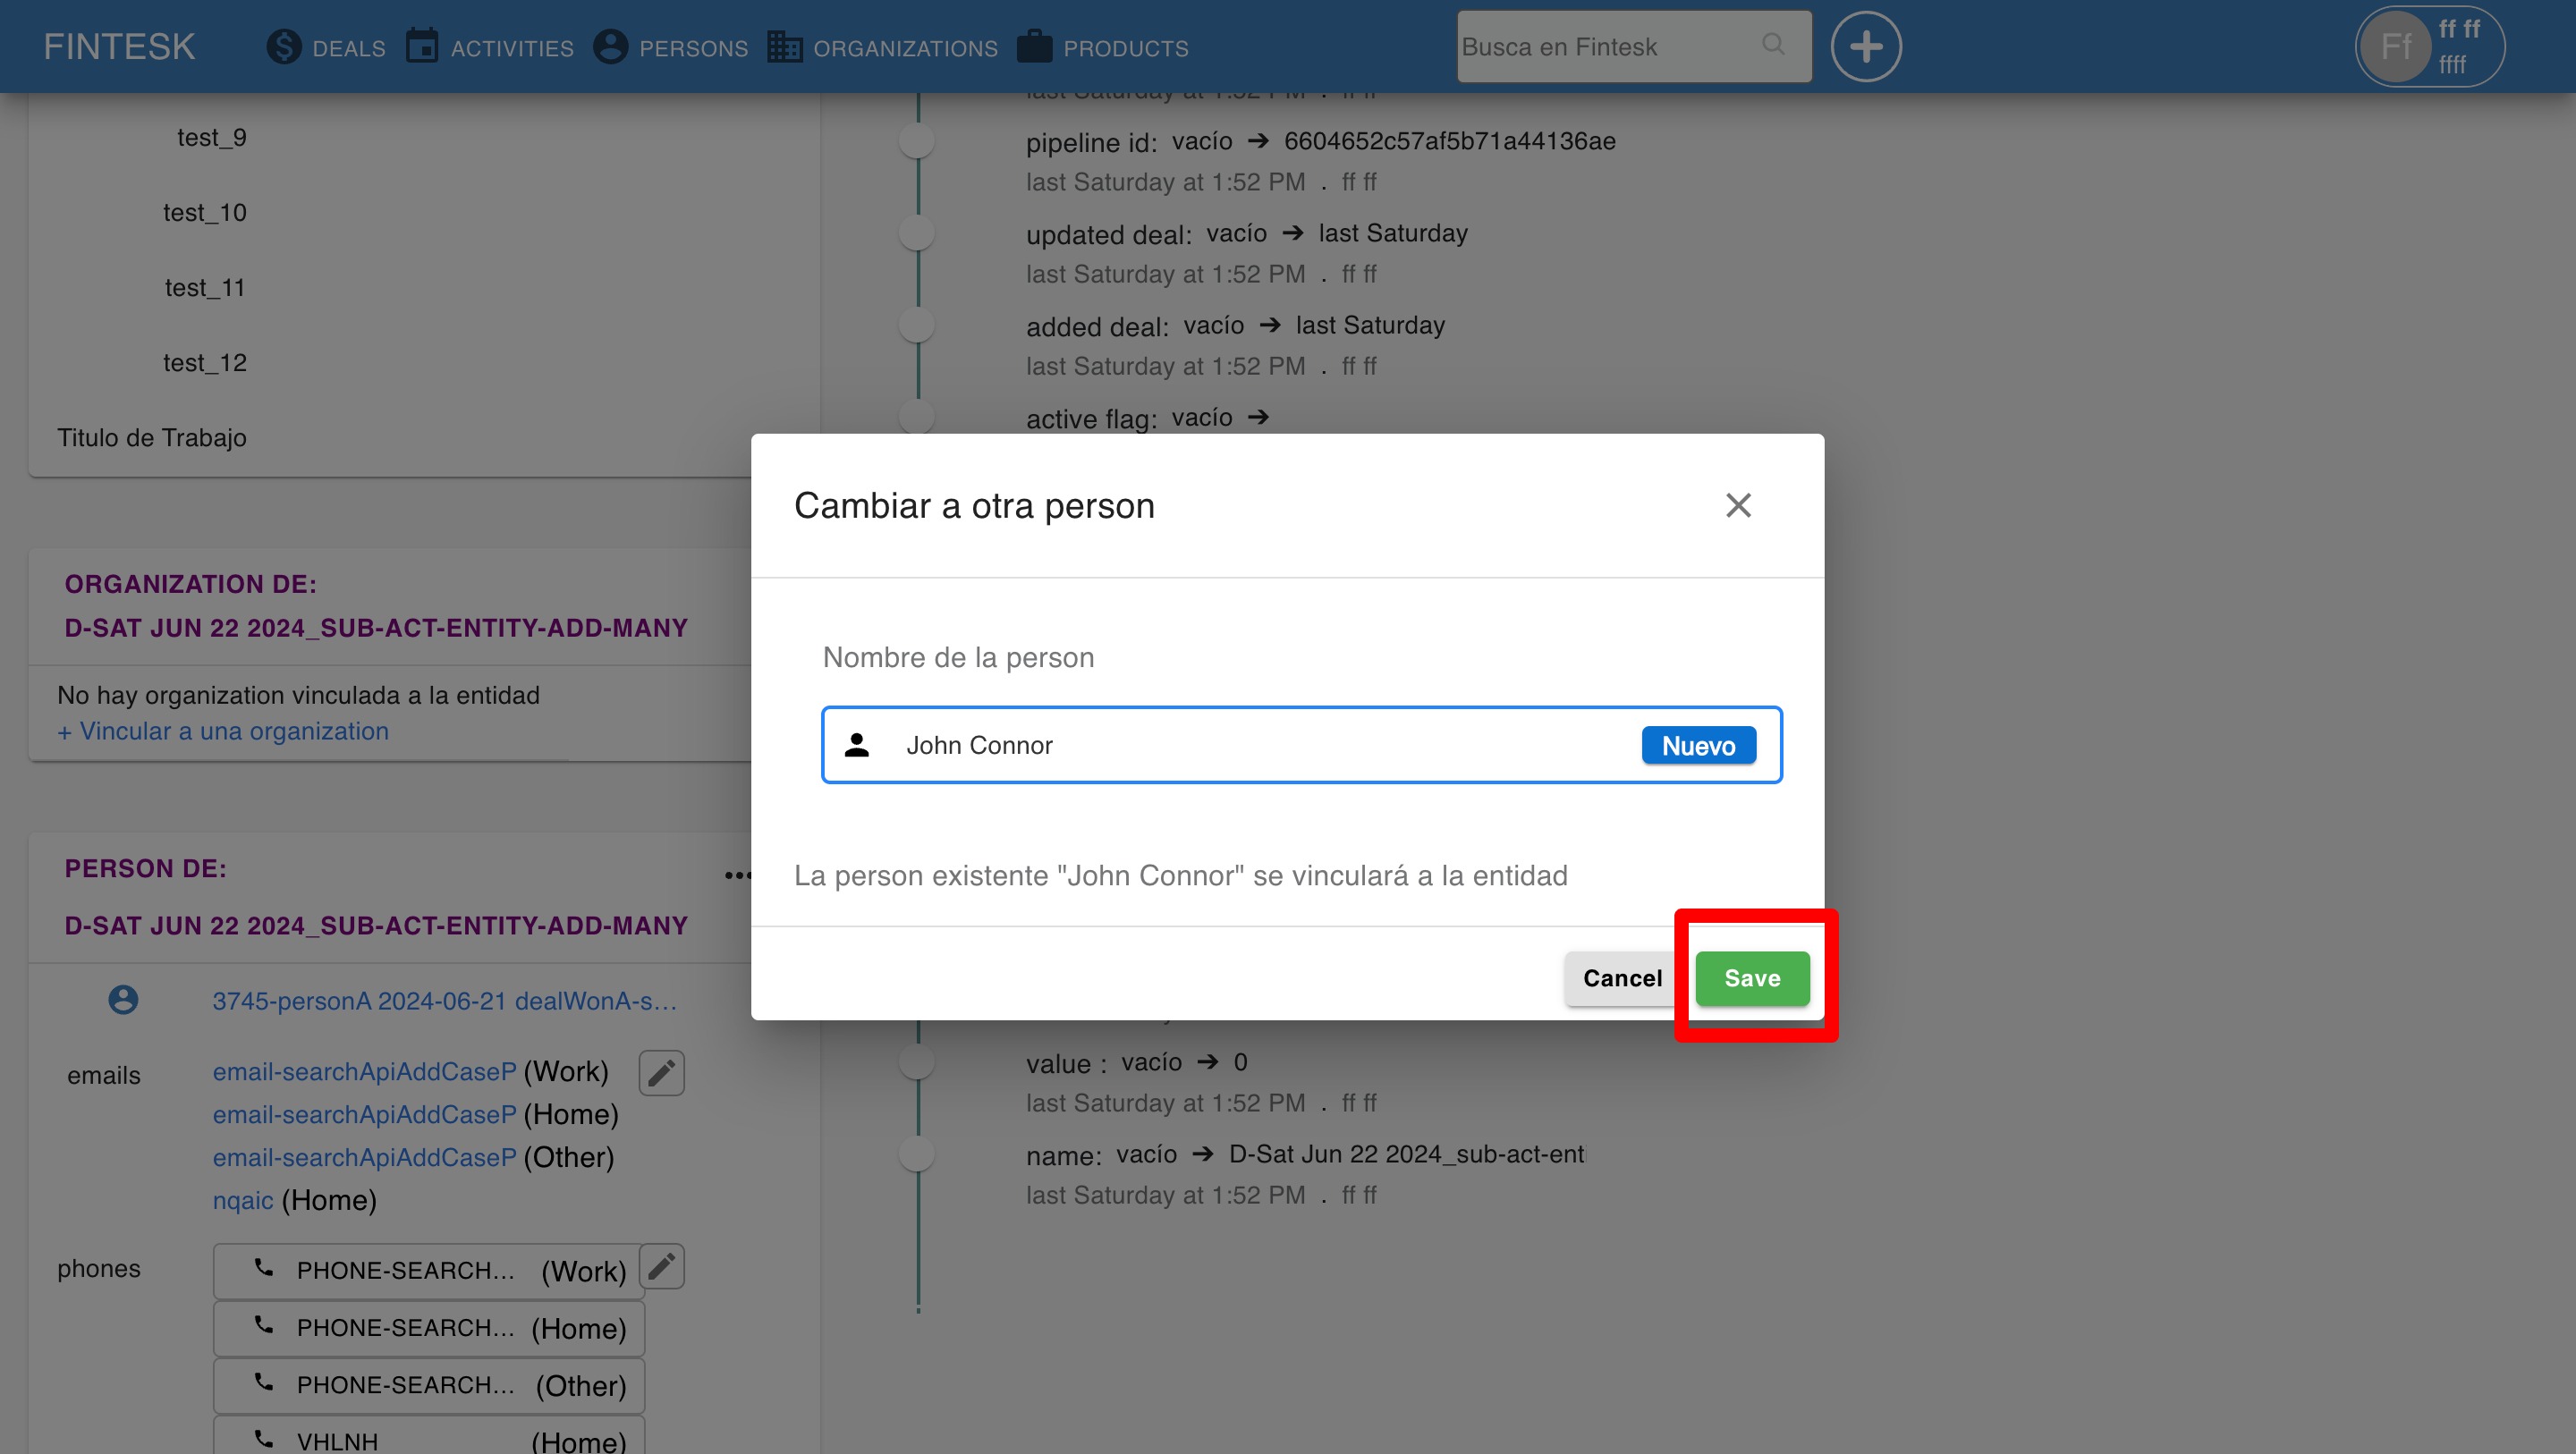 FINTESK DEALS ACTIVITIES PERSONS ORGANIZATIONS PRODUCTS Busca en Fintesk Ff ff ff
ffff
test_9
test_10
test_11
test_12
Titulo de Trabajo
ORGANIZATION DE:
D-SAT JUN 22 2024_SUB-ACT-ENTITY-ADD-MANY
No hay organization vinculada a la entidad
+ Vincular a una organization
PERSON DE:
D-SAT JUN 22 2024_SUB-ACT-ENTITY-ADD-MANY
3745-personA 2024-06-21 dealWonA-s...
emails
email-searchApiAddCaseP (Work)
email-searchApiAddCaseP (Home)
email-searchApiAddCaseP (Other)
nqaic (Home)
phones
PHONE-SEARCH... (Work)
PHONE-SEARCH... (Home)
PHONE-SEARCH... (Other)
VHLNH (Home)
last Saturday at 1:52 PM . ff ff
pipeline id: vacío → 6604652c57af5b71a44136ae
last Saturday at 1:52 PM . ff ff
updated deal: vacío → last Saturday
last Saturday at 1:52 PM . ff ff
added deal: vacío → last Saturday
last Saturday at 1:52 PM . ff ff
active flag: vacío →
Cambiar a otra person
Nombre de la person
John Connor Nuevo
La person existente "John Connor" se vinculará a la entidad
Cancel Save
value : vacío → 0
last Saturday at 1:52 PM . ff ff
name: vacío → D-Sat Jun 22 2024_sub-act-ent
last Saturday at 1:52 PM . ff ff